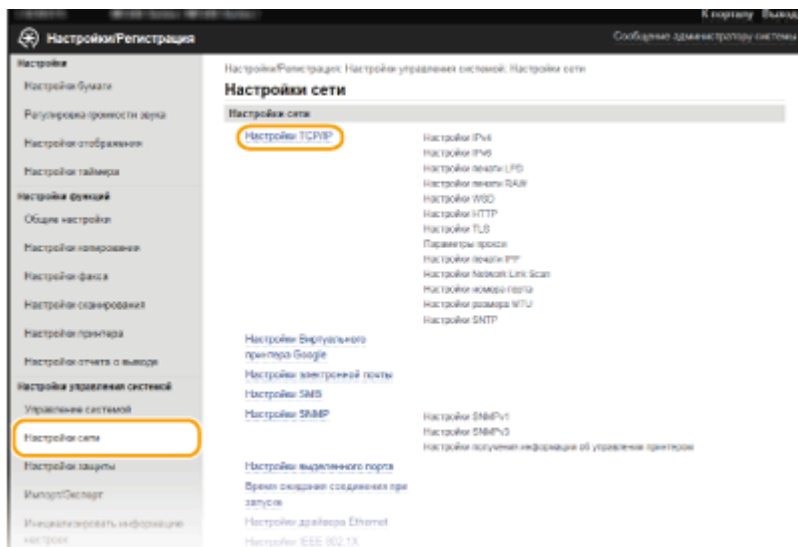 К порталу Выход
Настройки/Регистрация
Сообщение администратору системы
Настройки
Настройки бумаги
Регулировка громкости звука
Настройки отображения
Настройки таймера
Настройки функций
Общие настройки
Настройки копирования
Настройки факса
Настройки сканирования
Настройки принтера
Настройки отчета о выводе
Настройки управления системой
Управление системой
Настройки сети
Настройки защиты
Импорт/Экспорт
Инициализировать информацию
настроек
Настройки/Регистрация: Настройки управления системой: Настройки сети
Настройки сети
Настройки сети
Настройки TCP/IP
Настройки IPv4
Настройки IPv6
Настройки печати LPD
Настройки печати RAW
Настройки WSD
Настройки HTTP
Настройки TLS
Параметры прокси
Настройки печати IPP
Настройки Network Link Scan
Настройки номера порта
Настройки размера MTU
Настройки SNTP
Настройки Виртуального
принтера Google
Настройки электронной почты
Настройки SMB
Настройки SNMP
Настройки SNMPv1
Настройки SNMPv3
Настройки получения информации об управлении принтером
Настройки выделенного порта
Время ожидания соединения при
запуске
Настройки драйвера Ethernet
Настройки IEEE 802.1X